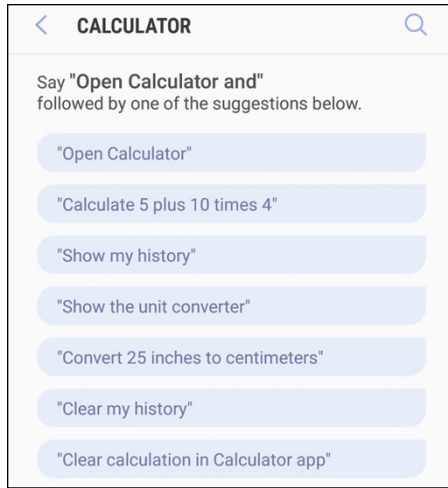 CALCULATOR
Say "Open Calculator and"
followed by one of the suggestions below.
"Open Calculator"
"Calculate 5 plus 10 times 4"
"Show my history"
"Show the unit converter"
"Convert 25 inches to centimeters"
"Clear my history"
"Clear calculation in Calculator app"